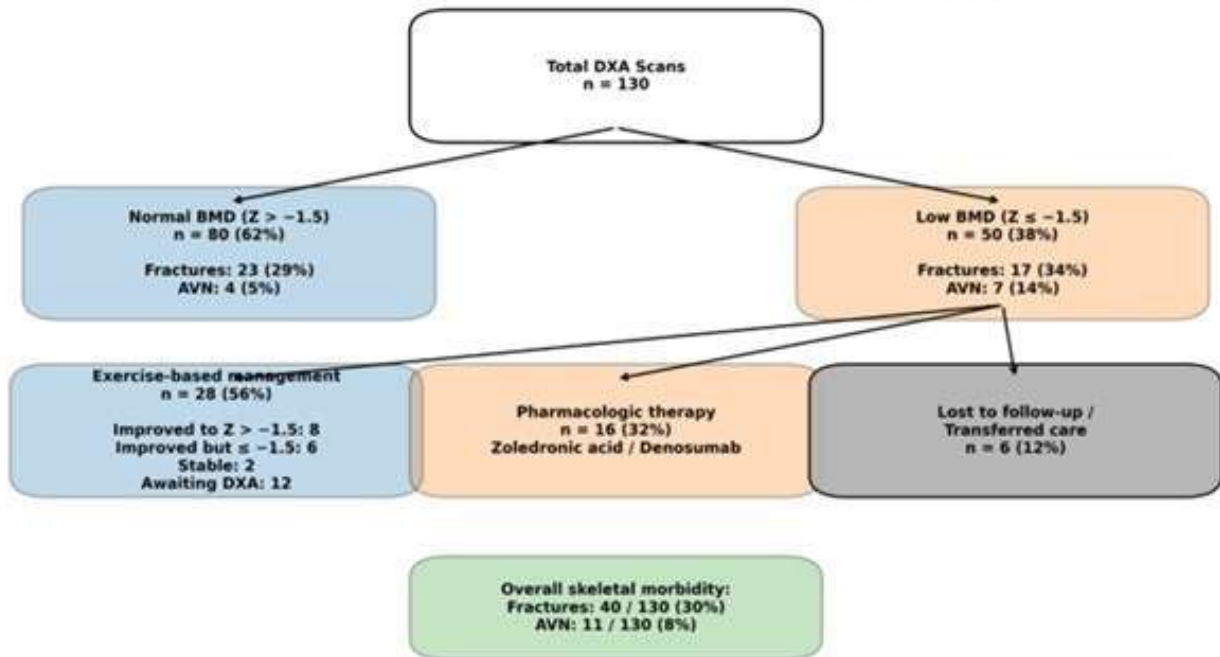 Total DXA Scans
n = 130
Normal BMD (Z > −1.5)
n = 80 (62%)
Fractures: 23 (29%)
AVN: 4 (5%)
Low BMD (Z ≤ −1.5)
n = 50 (38%)
Fractures: 17 (34%)
AVN: 7 (14%)
Exercise-based management
n = 28 (56%)
Improved to Z > −1.5: 8
Improved but ≤ −1.5: 6
Stable: 2
Awaiting DXA: 12
Pharmacologic therapy
n = 16 (32%)
Zoledronic acid / Denosumab
Lost to follow-up /
Transferred care
n = 6 (12%)
Overall skeletal morbidity:
Fractures: 40 / 130 (30%)
AVN: 11 / 130 (8%)